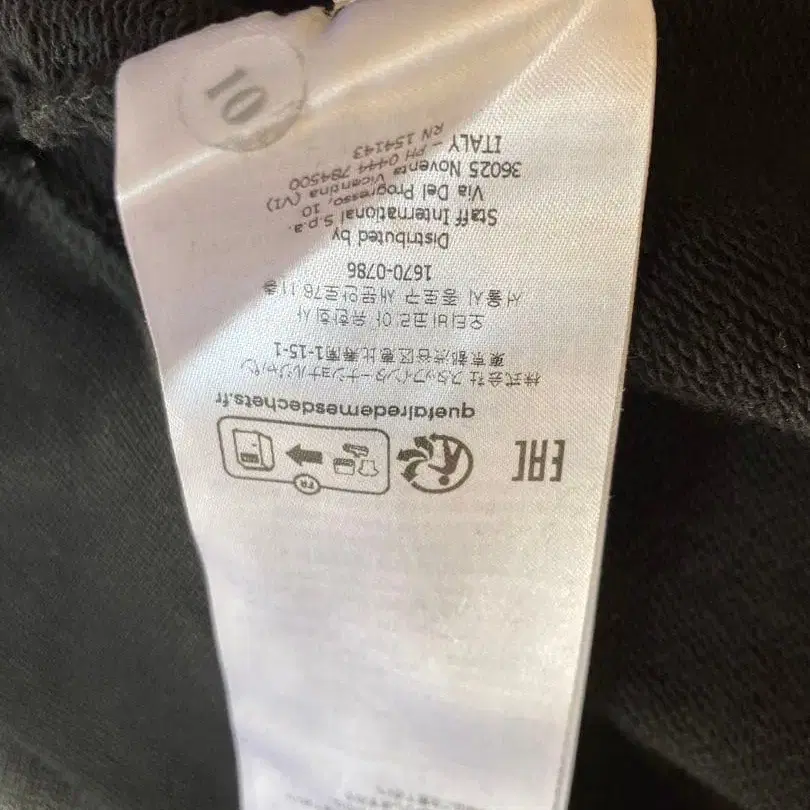 EAC
FR
quefairedemesdechets.fr
株式会社スタッフインターナショナルジャパン
東京都渋谷区恵比寿南1-15-1
오티비코리아 유한회사
서울시 종로구 새문안로76 11층
1670-0786
Distributed by
Staff International S.p.a.
Via Del Progresso, 10
36025 Noventa Vicentina (VI)
ITALY - PH 0444 784500
RN 154143
10